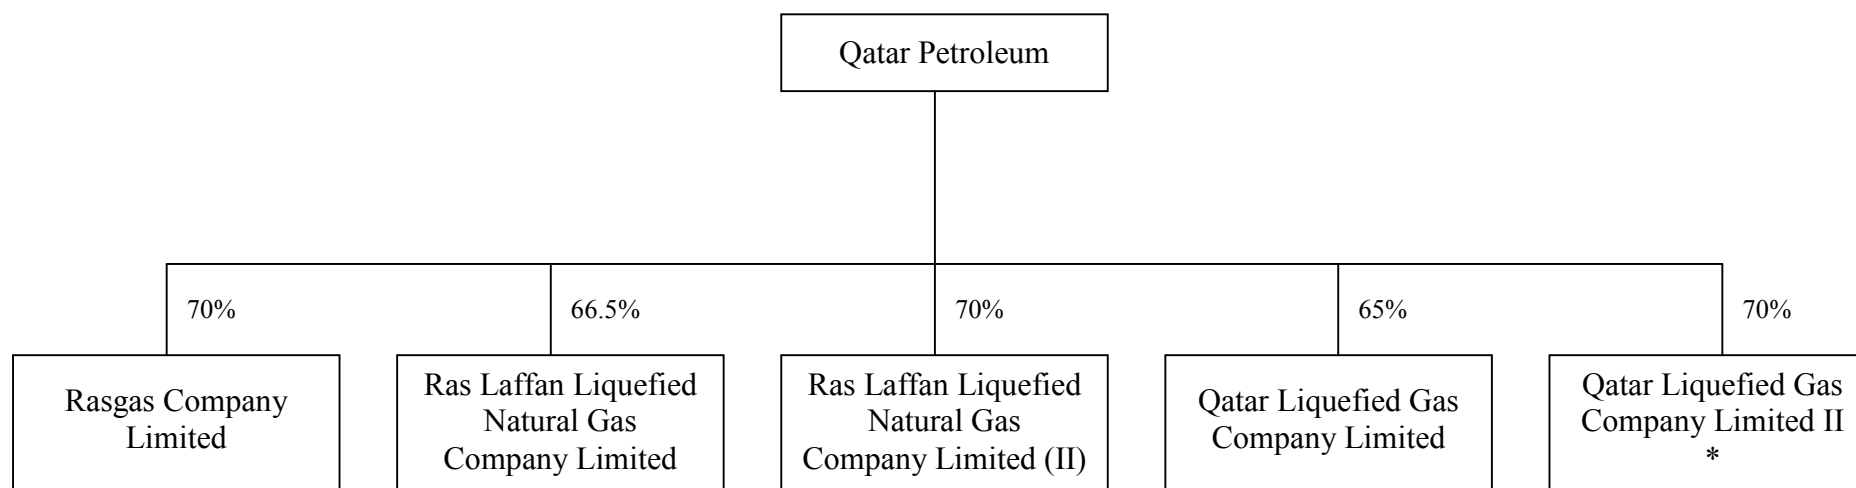 Qatar Petroleum
70%
66.5%
70%
65%
70%
Rasgas Company
Limited
Ras Laffan Liquefied
Natural Gas
Company Limited
Ras Laffan Liquefied
Natural Gas
Company Limited (II)
Qatar Liquefied Gas
Company Limited
Qatar Liquefied Gas
Company Limited II
*